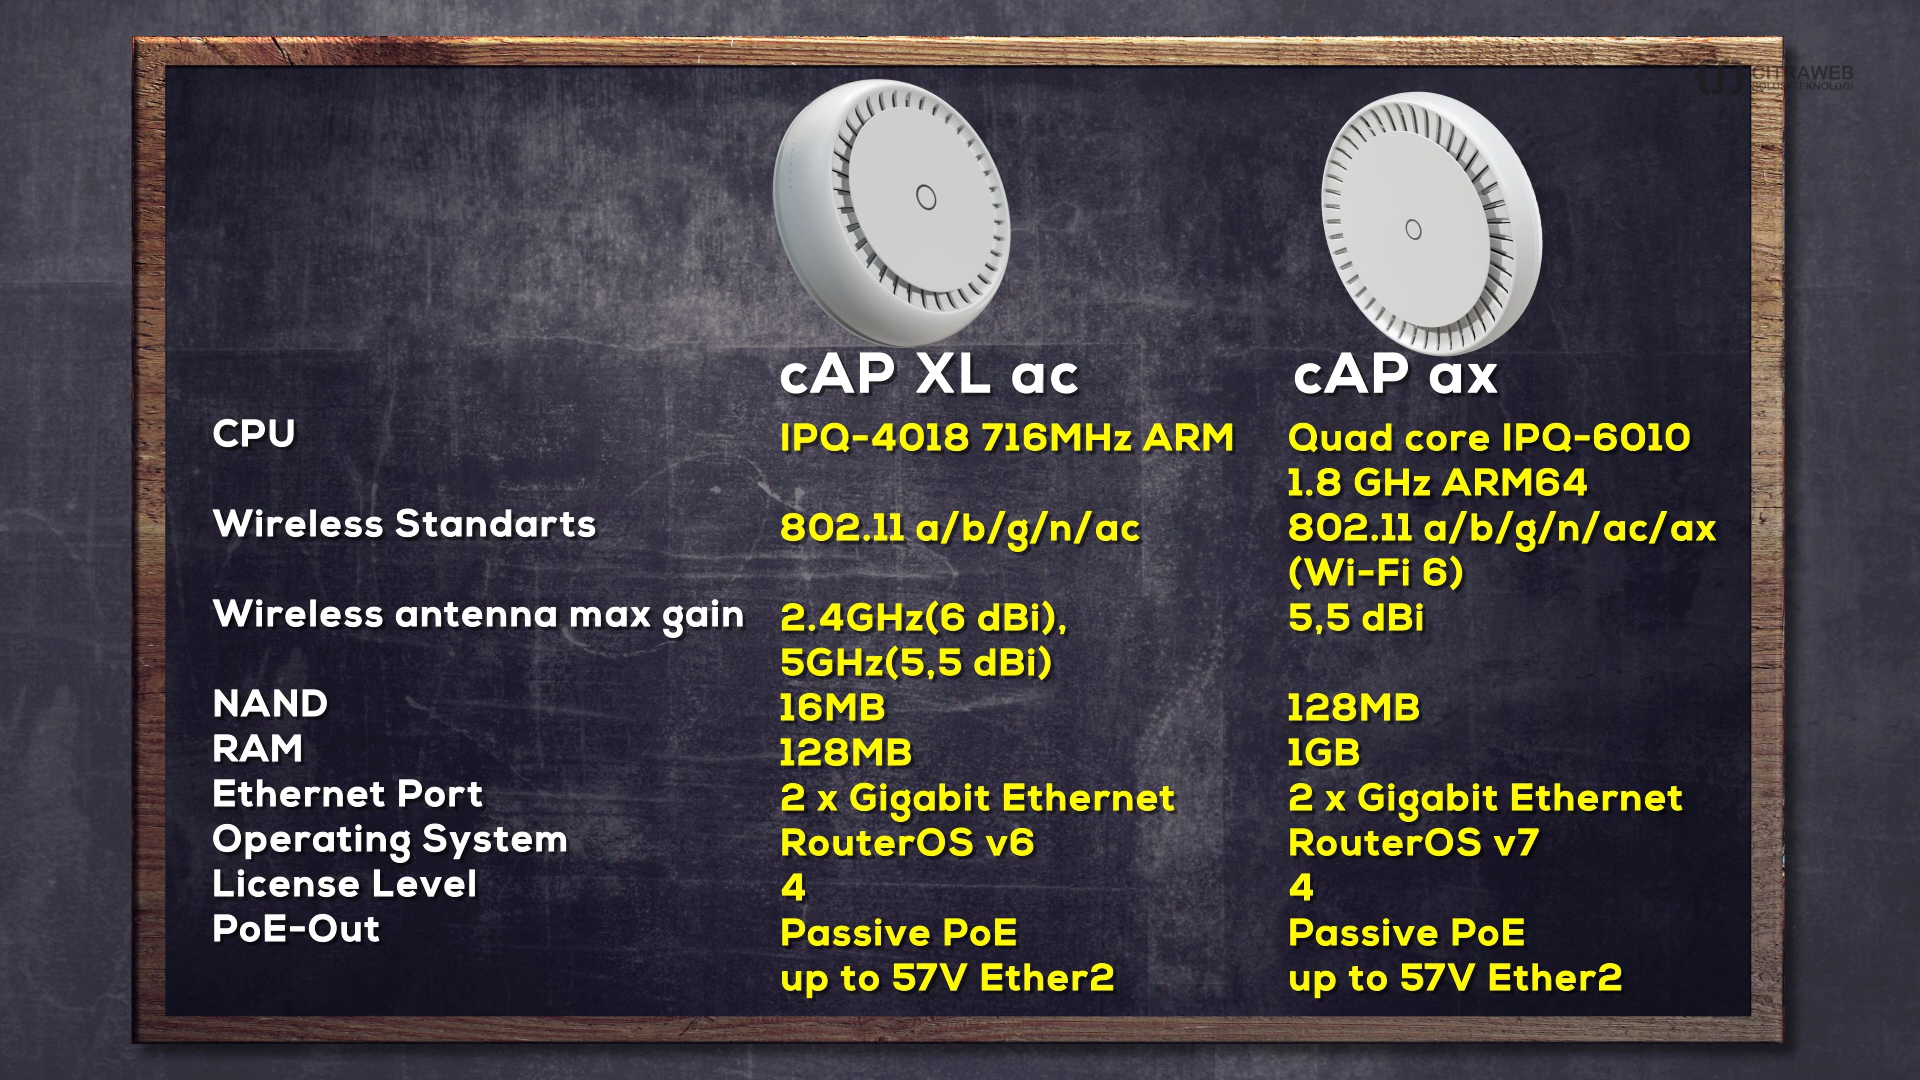 CITRAWEB
SOLUSI TEKNOLOGI
cAP XL ac
cAP ax
CPU
IPQ-4018 716MHz ARM
Quad core IPQ-6010
1.8 GHz ARM64
Wireless Standarts
802.11 a/b/g/n/ac
802.11 a/b/g/n/ac/ax
(Wi-Fi 6)
Wireless antenna max gain
2.4GHz(6 dBi),
5GHz(5,5 dBi)
5,5 dBi
NAND
16MB
128MB
RAM
128MB
1GB
Ethernet Port
2 x Gigabit Ethernet
2 x Gigabit Ethernet
Operating System
RouterOS v6
RouterOS v7
License Level
4
4
PoE-Out
Passive PoE
up to 57V Ether2
Passive PoE
up to 57V Ether2